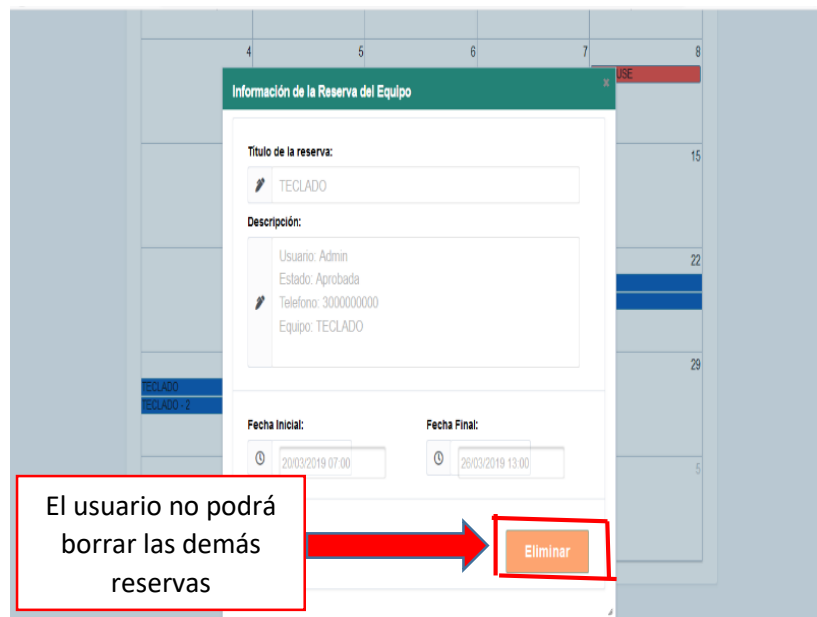 4 5 6 7 8
USE
Información de la Reserva del Equipo x
Título de la reserva:
15
TECLADO
Descripción:
Usuario: Admin
22
Estado: Aprobada
Telefono: 3000000000
Equipo: TECLADO
29
TECLADO
TECLADO - 2
Fecha Inicial: Fecha Final:
20/03/2019 07:00 26/03/2019 13:00
5
El usuario no podrá
borrar las demás
reservas
Eliminar